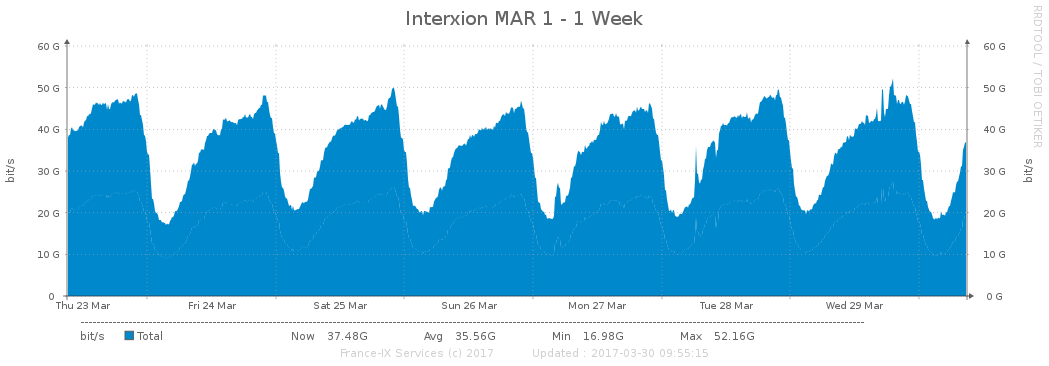 Interxion MAR 1 - 1 Week
RRDTOOL / TOBI OETIKER
60 G 60 G
50 G 50 G
40 G 40 G
30 G 30 G
20 G 20 G
10 G 10 G
0 0 G
bit/s
bit/s
Thu 23 Mar Fri 24 Mar Sat 25 Mar Sun 26 Mar Mon 27 Mar Tue 28 Mar Wed 29 Mar
bit/s Total Now 37.48G Avg 35.56G Min 16.98G Max 52.16G
France-IX Services (c) 2017 Updated : 2017-03-30 09:55:15